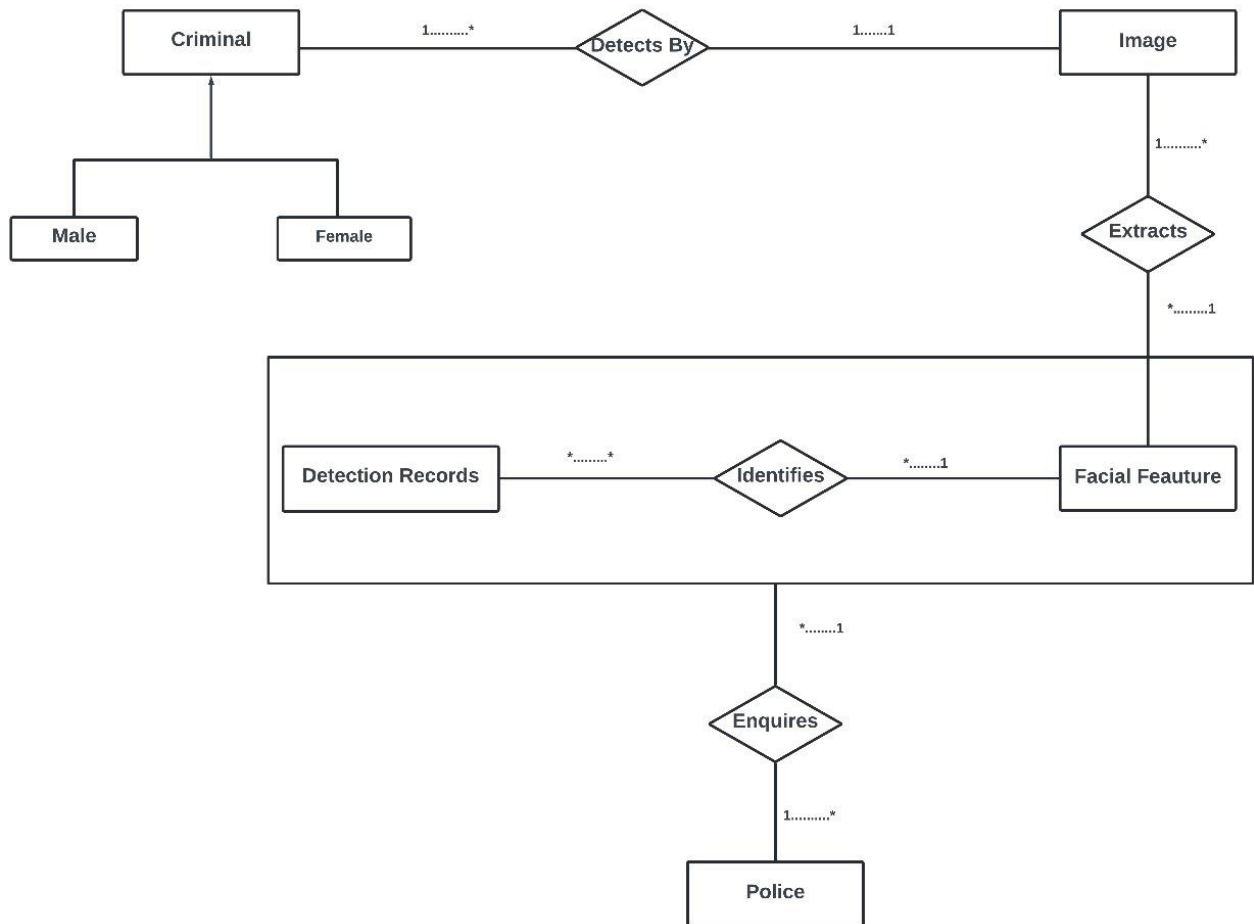 Criminal
1..........*
Detects By
1.......1
Image
1..........*
Male
Female
Extracts
*.........1
Detection Records
*.........*
Identifies
*........1
Facial Feauture
*........1
Enquires
1..........*
Police